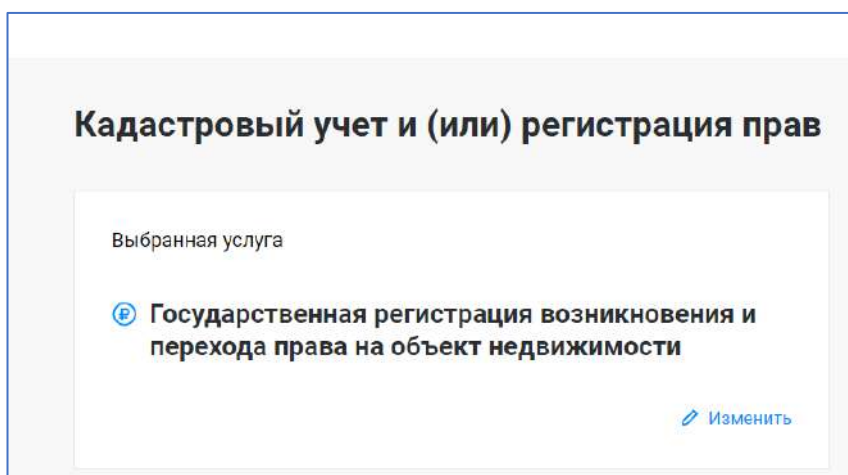 Кадастровый учет и (или) регистрация прав
Выбранная услуга
Государственная регистрация возникновения и
перехода права на объект недвижимости
Изменить